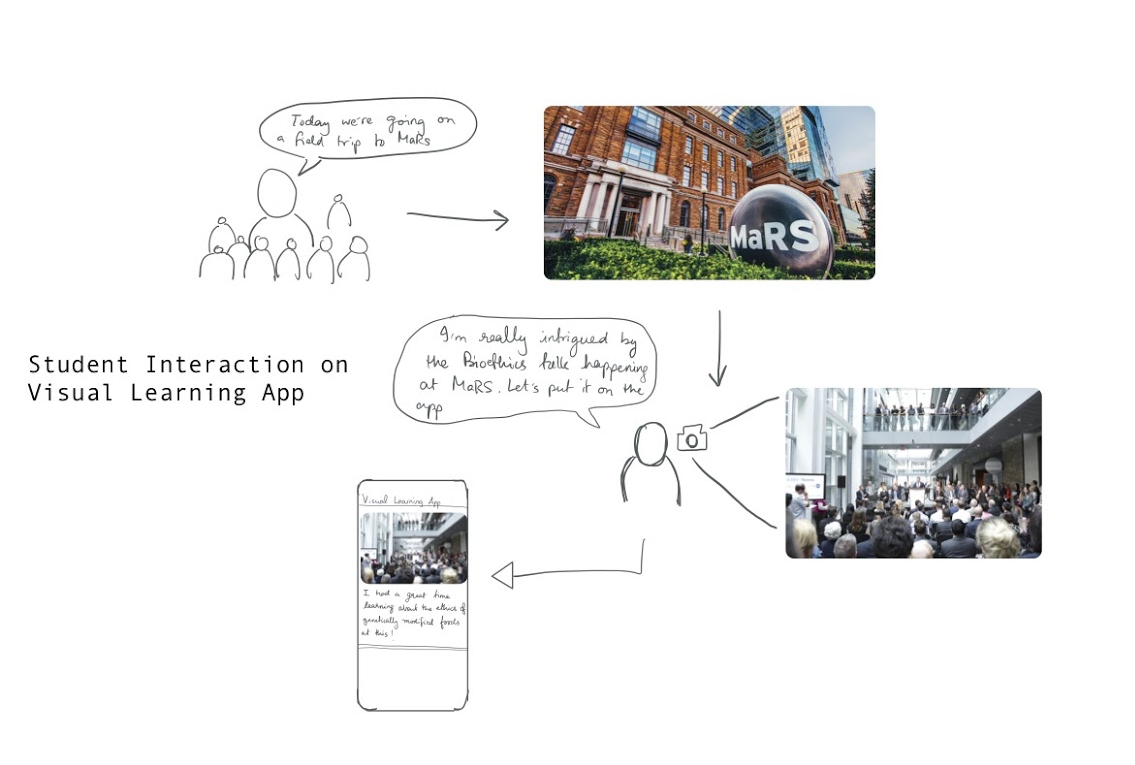 Today we're going on
a field trip to MaRs
MaRS
Student Interaction on
Visual Learning App
I'm really intrigued by
the Bioethics talk happening
at MaRS. Let's put it on the
app
Visual Learning App
I had a great time
learning about the ethics of
genetically modified foods
at this!